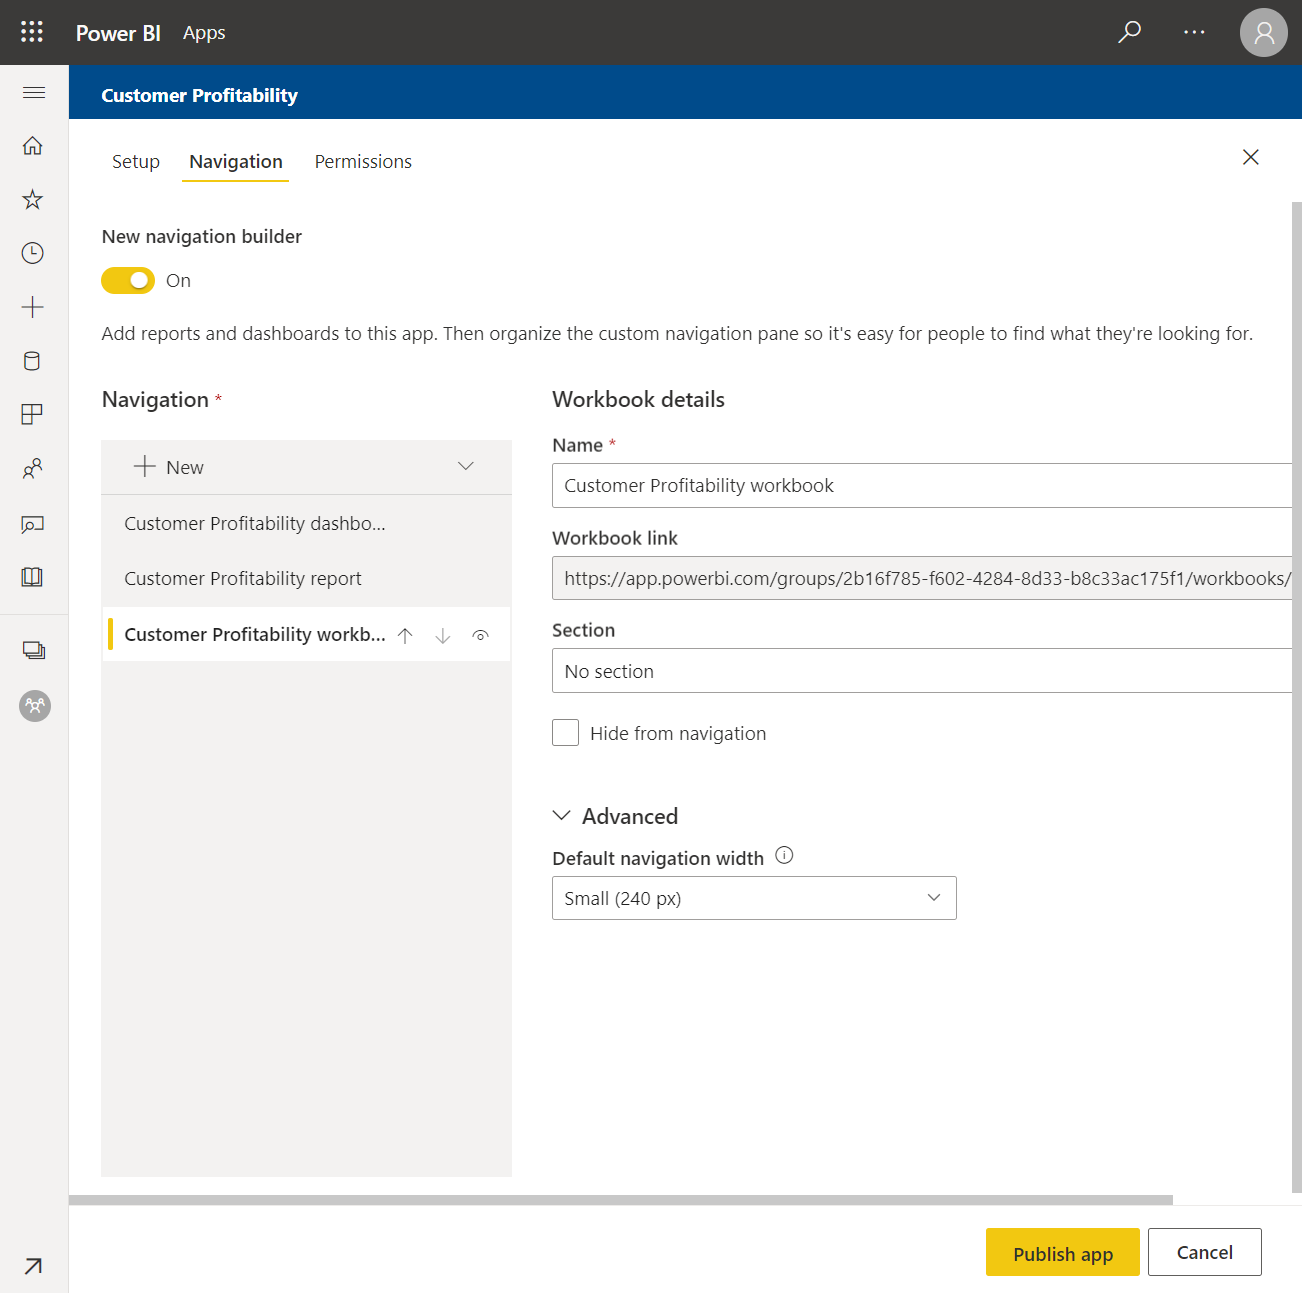 Power BI Apps
Customer Profitability
Setup Navigation Permissions
New navigation builder
On
Add reports and dashboards to this app. Then organize the custom navigation pane so it's easy for people to find what they're looking for.
Navigation *
New
Customer Profitability dashbo...
Customer Profitability report
Customer Profitability workb...
Workbook details
Name *
Customer Profitability workbook
Workbook link
https://app.powerbi.com/groups/2b16f785-f602-4284-8d33-b8c33ac175f1/workbooks/
Section
No section
Hide from navigation
Advanced
Default navigation width
Small (240 px)
Publish app Cancel